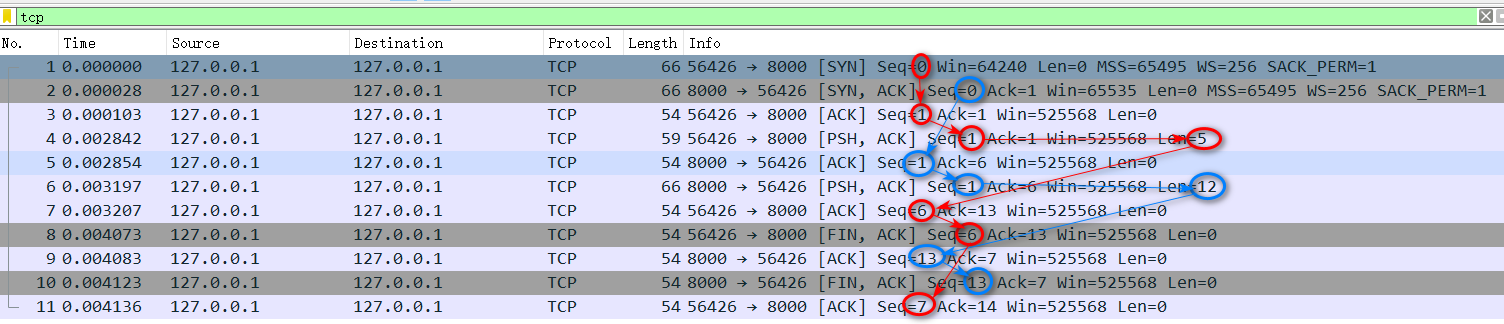 tcp
No. Time Source Destination Protocol Length Info
1 0.000000 127.0.0.1 127.0.0.1 TCP 66 56426 → 8000 [SYN] Seq=0 Win=64240 Len=0 MSS=65495 WS=256 SACK_PERM=1
2 0.000028 127.0.0.1 127.0.0.1 TCP 66 8000 → 56426 [SYN, ACK] Seq=0 Ack=1 Win=65535 Len=0 MSS=65495 WS=256 SACK_PERM=1
3 0.000103 127.0.0.1 127.0.0.1 TCP 54 56426 → 8000 [ACK] Seq=1 Ack=1 Win=525568 Len=0
4 0.002842 127.0.0.1 127.0.0.1 TCP 59 56426 → 8000 [PSH, ACK] Seq=1 Ack=1 Win=525568 Len=5
5 0.002854 127.0.0.1 127.0.0.1 TCP 54 8000 → 56426 [ACK] Seq=1 Ack=6 Win=525568 Len=0
6 0.003197 127.0.0.1 127.0.0.1 TCP 66 8000 → 56426 [PSH, ACK] Seq=1 Ack=6 Win=525568 Len=12
7 0.003207 127.0.0.1 127.0.0.1 TCP 54 56426 → 8000 [ACK] Seq=6 Ack=13 Win=525568 Len=0
8 0.004073 127.0.0.1 127.0.0.1 TCP 54 56426 → 8000 [FIN, ACK] Seq=6 Ack=13 Win=525568 Len=0
9 0.004083 127.0.0.1 127.0.0.1 TCP 54 8000 → 56426 [ACK] Seq=13 Ack=7 Win=525568 Len=0
10 0.004123 127.0.0.1 127.0.0.1 TCP 54 8000 → 56426 [FIN, ACK] Seq=13 Ack=7 Win=525568 Len=0
11 0.004136 127.0.0.1 127.0.0.1 TCP 54 56426 → 8000 [ACK] Seq=7 Ack=14 Win=525568 Len=0